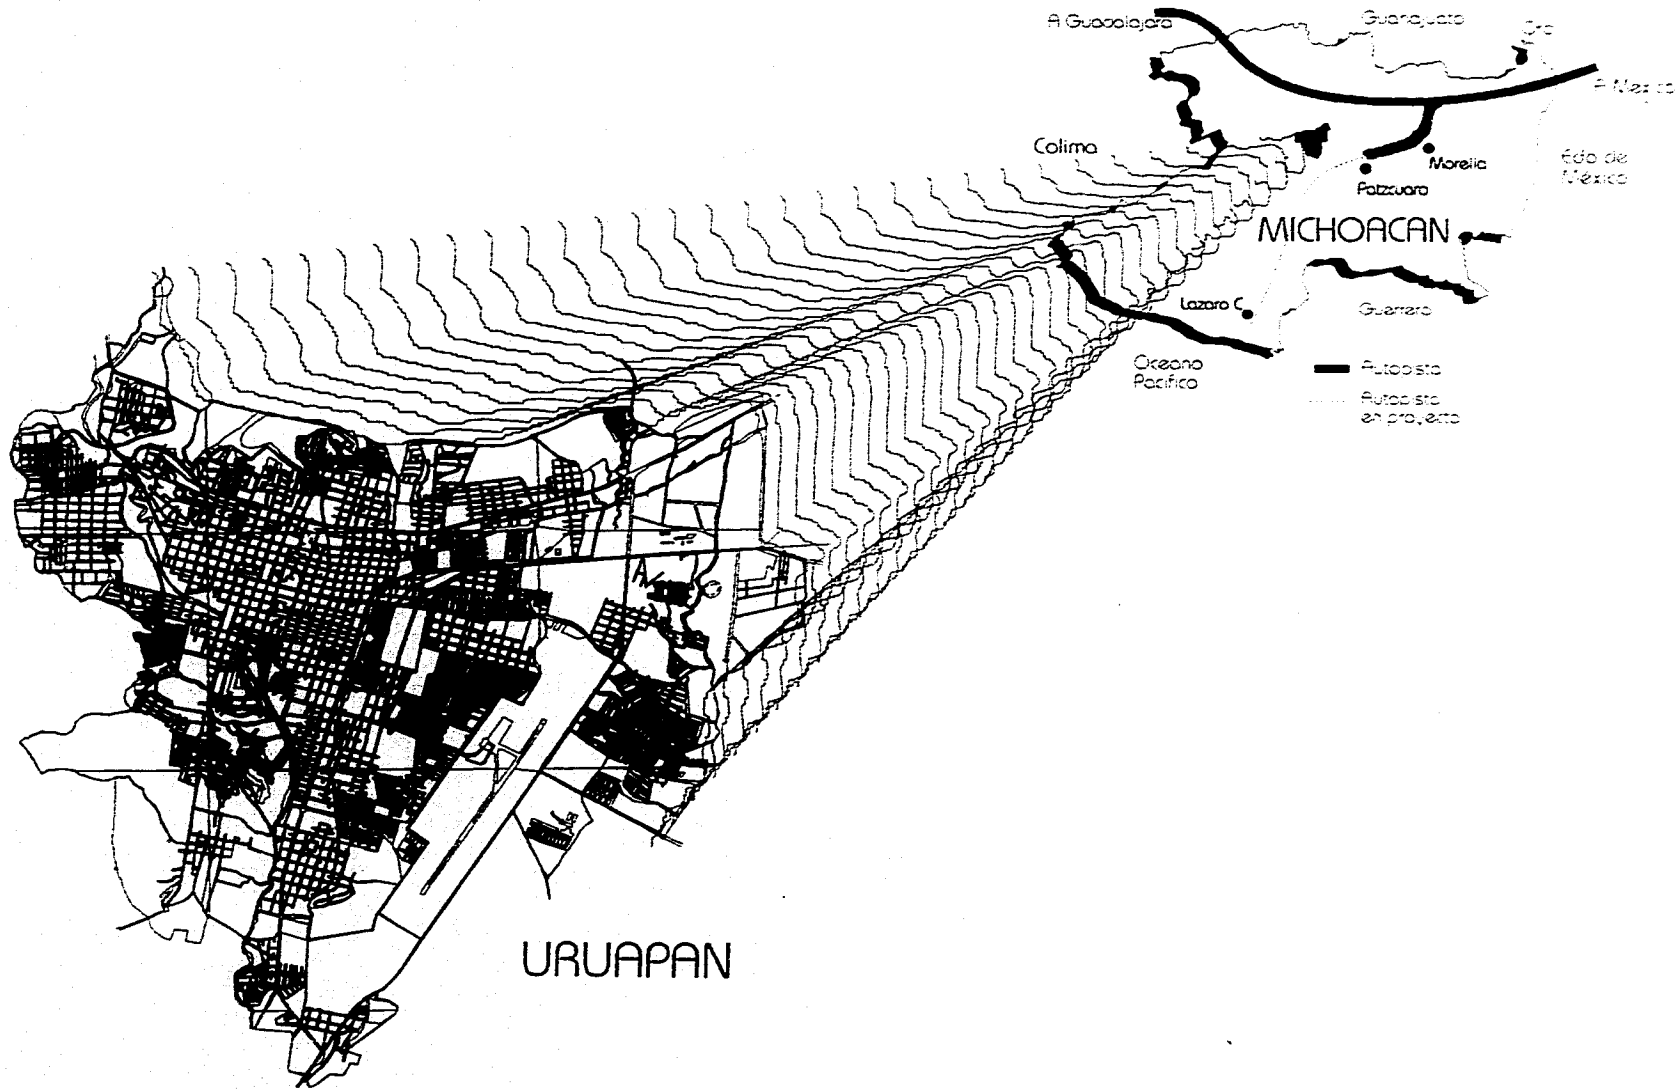 A Guadalajara
Guanajuato
Qro
A Mexico
Colima
Morelia
Patzcuaro
Edo de
México
MICHOACAN
Lazaro C.
Guerrero
Oceano
Pacifico
Autopista
Autopista
en proyecto
URUAPAN